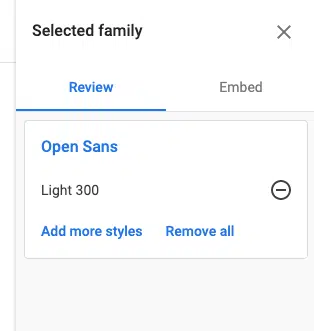 Selected family
Review Embed
Open Sans
Light 300
Add more styles Remove all